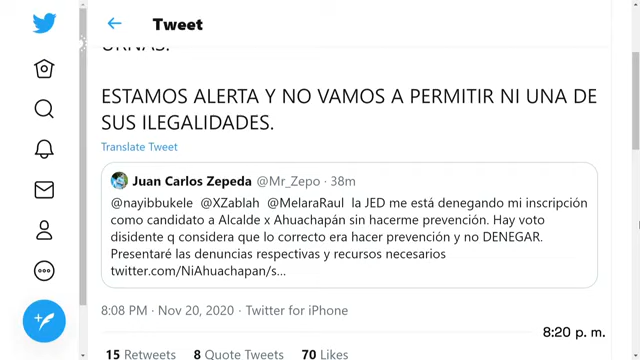 Tweet
URNAS.
ESTAMOS ALERTA Y NO VAMOS A PERMITIR NI UNA DE
SUS ILEGALIDADES.
Translate Tweet
Juan Carlos Zepeda @Mr_Zepo · 38m
@nayibbukele @XZablah @MelaraRaul la JED me está denegando mi inscripción
como candidato a Alcalde x Ahuachapán sin hacerme prevención. Hay voto
disidente q considera que lo correcto era hacer prevención y no DENEGAR.
Presentaré las denuncias respectivas y recursos necesarios
twitter.com/NiAhuachapan/s...
8:08 PM · Nov 20, 2020 · Twitter for iPhone
8:20 p. m.
15 Retweets 8 Quote Tweets 70 Likes